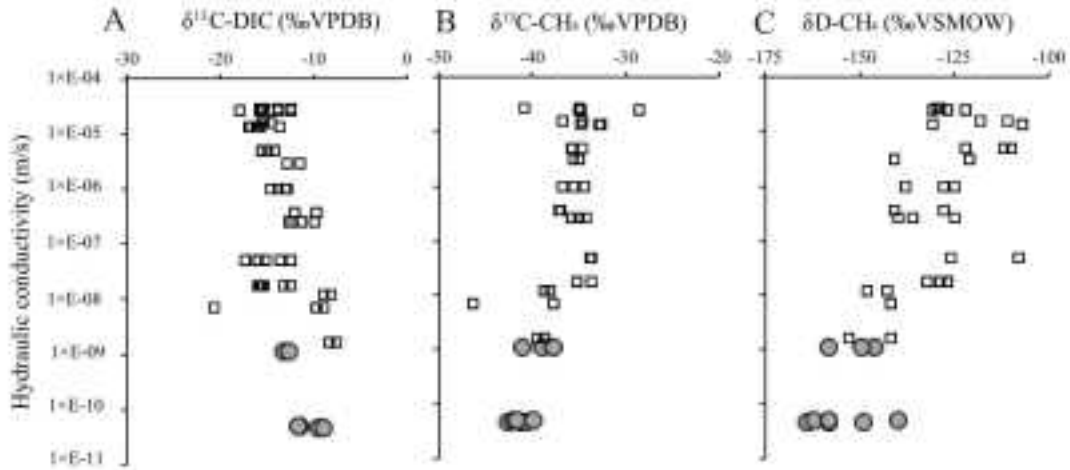 A δ¹³C-DIC (‰VPDB) B δ¹³C-CH₄ (‰VPDB) C δD-CH₄ (‰VSMOW)
-30 -20 -10 0 -50 -40 -30 -20 -175 -150 -125 -100
1×E-04
1×E-05
1×E-06
1×E-07
1×E-08
1×E-09
1×E-10
1×E-11
Hydraulic conductivity (m/s)